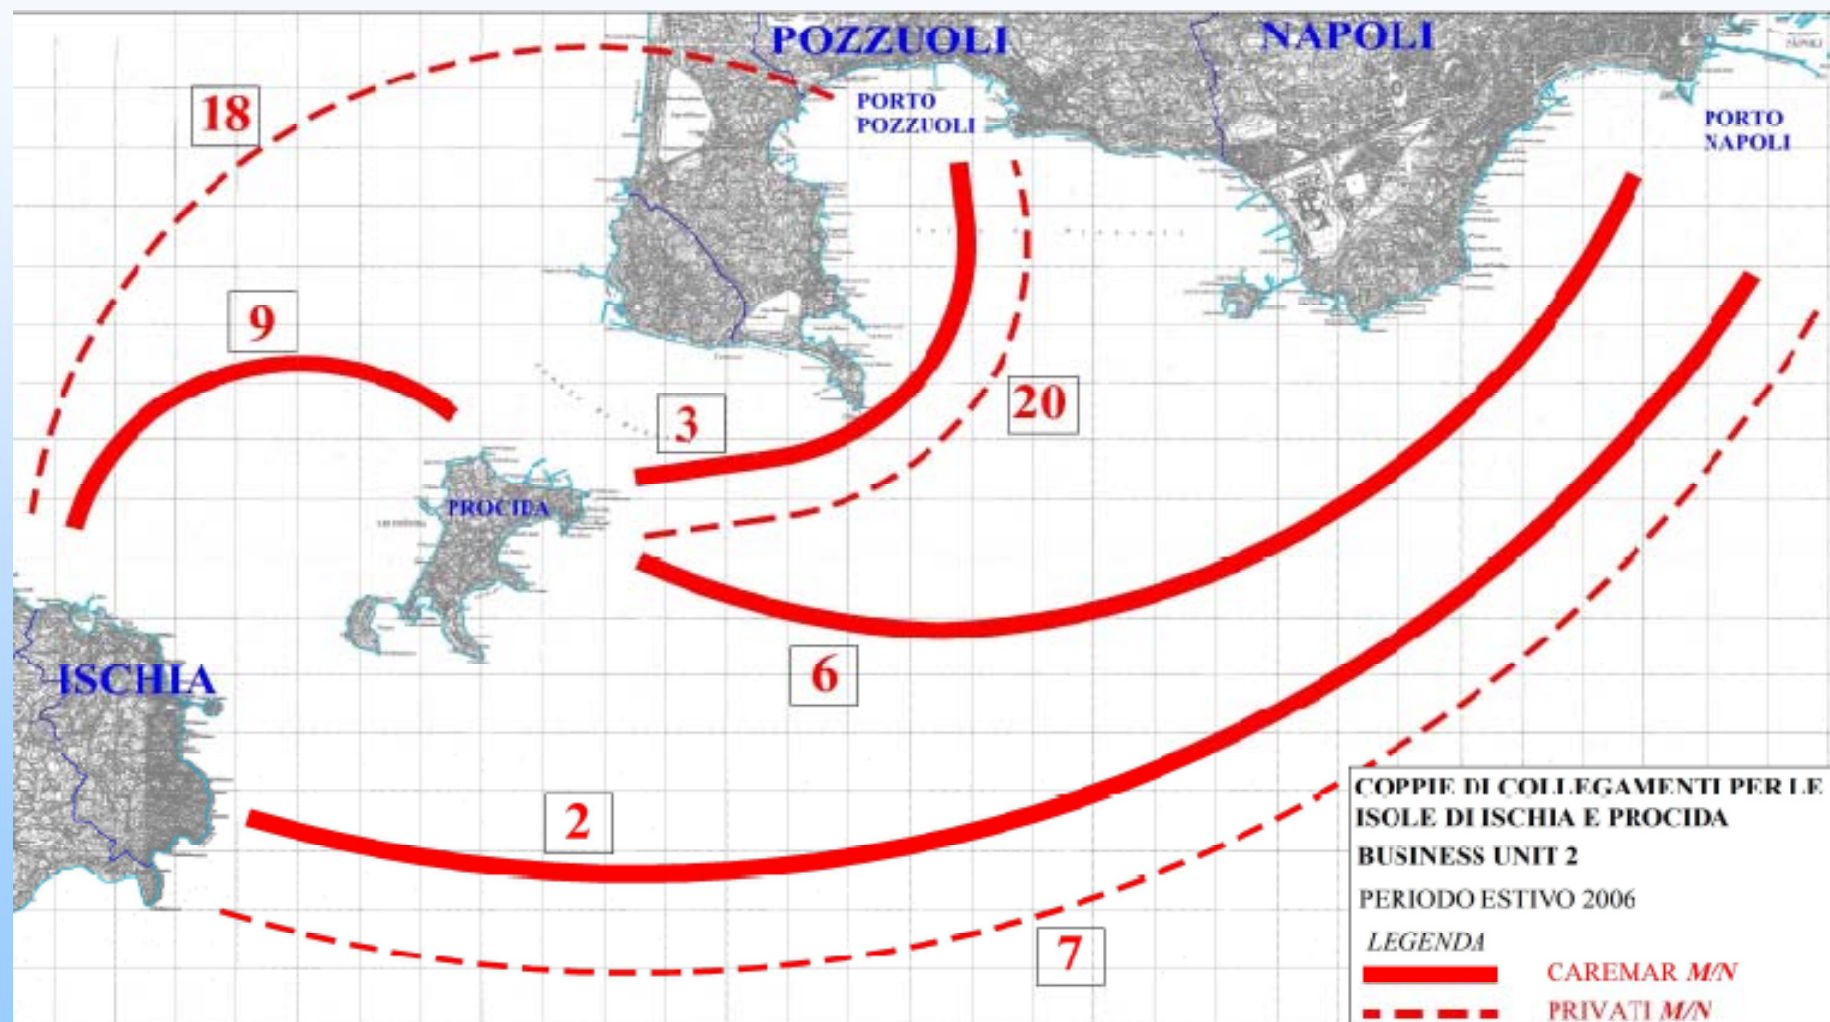 POZZUOLI
NAPOLI
18
PORTO
POZZUOLI
PORTO
NAPOLI
9
3
20
PROCIDA
6
ISCHIA
2
7
COPPIE DI COLLEGAMENTI PER LE
ISOLE DI ISCHIA E PROCIDA
BUSINESS UNIT 2
PERIODO ESTIVO 2006
LEGENDA
CAREMAR M/N
PRIVATI M/N